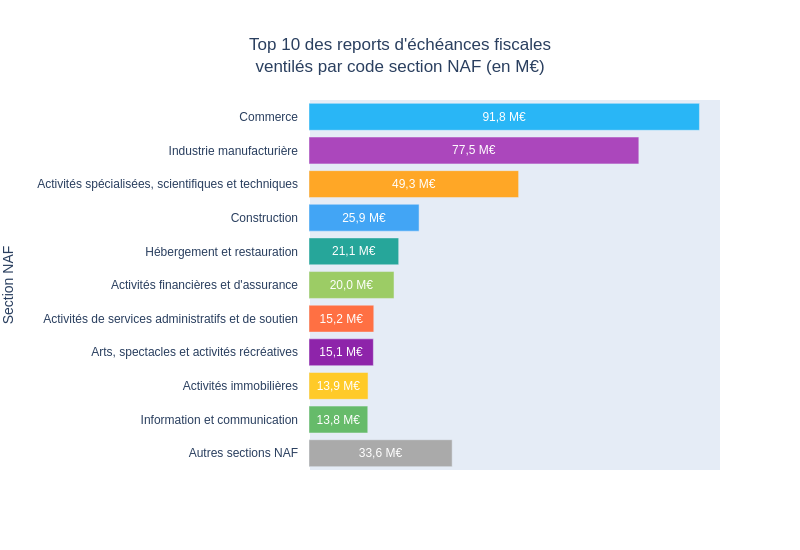 Top 10 des reports d'échéances fiscales
ventilés par code section NAF (en M€)
Section NAF
Commerce 91,8 M€
Industrie manufacturière 77,5 M€
Activités spécialisées, scientifiques et techniques 49,3 M€
Construction 25,9 M€
Hébergement et restauration 21,1 M€
Activités financières et d'assurance 20,0 M€
Activités de services administratifs et de soutien 15,2 M€
Arts, spectacles et activités récréatives 15,1 M€
Activités immobilières 13,9 M€
Information et communication 13,8 M€
Autres sections NAF 33,6 M€